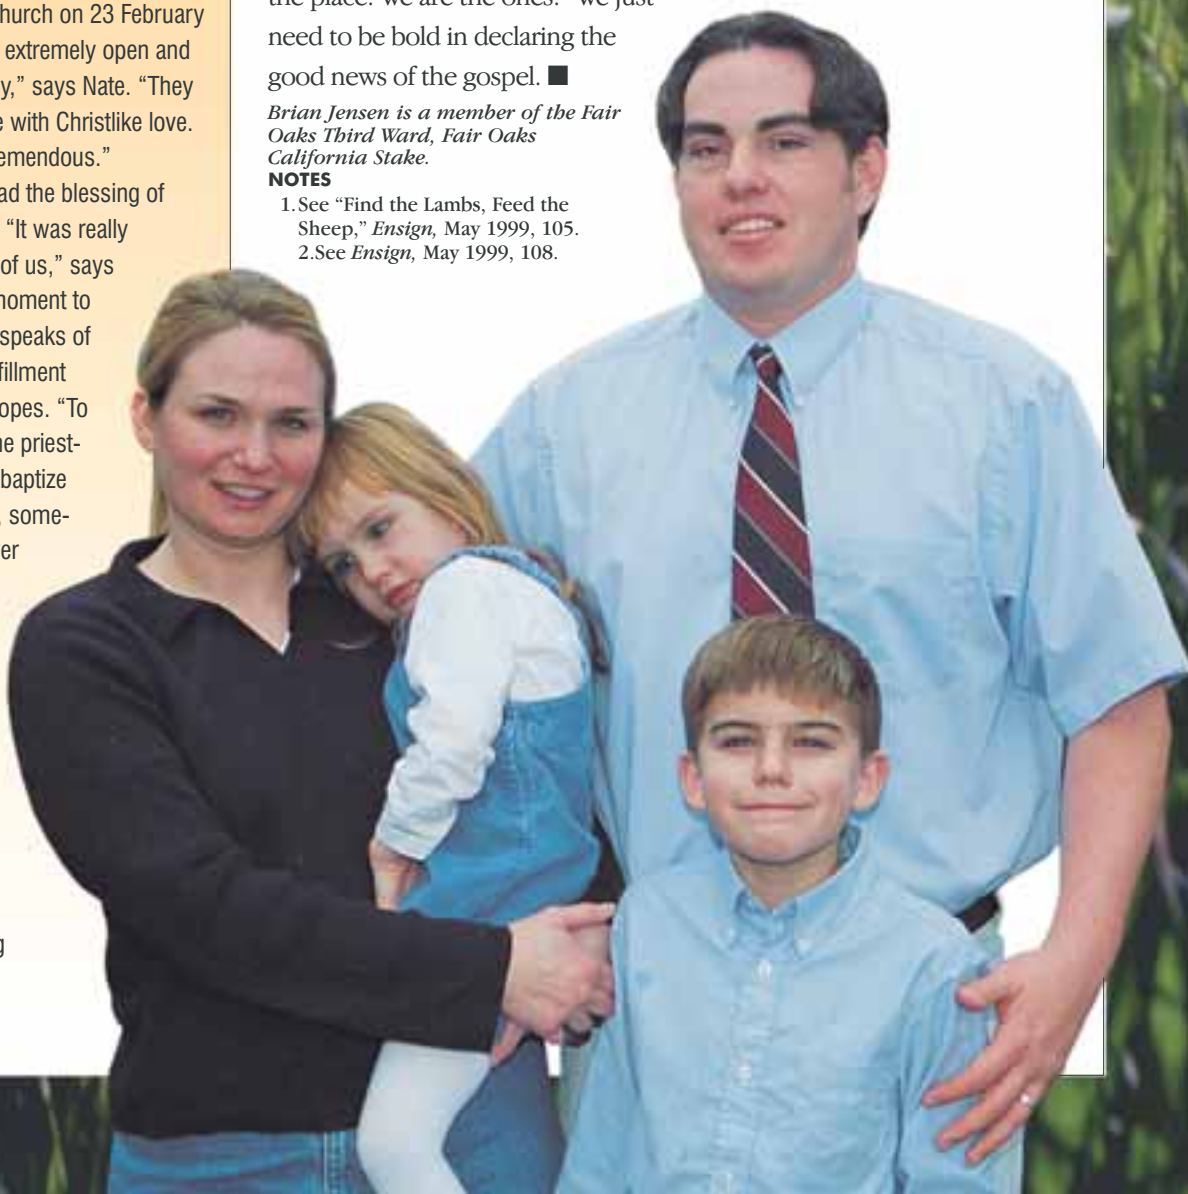 hurch on 23 February
extremely open and
y,” says Nate. “They
e with Christlike love.
emendous.”
ad the blessing of
“It was really
of us,” says
moment to
speaks of
fillment
opes. “To
ne priest-
baptize
, some-
er
g
the place. We are the ones.” We just
need to be bold in declaring the
good news of the gospel. ■
Brian Jensen is a member of the Fair
Oaks Third Ward, Fair Oaks
California Stake.
NOTES
1.See “Find the Lambs, Feed the
Sheep,” Ensign, May 1999, 105.
2.See Ensign, May 1999, 108.